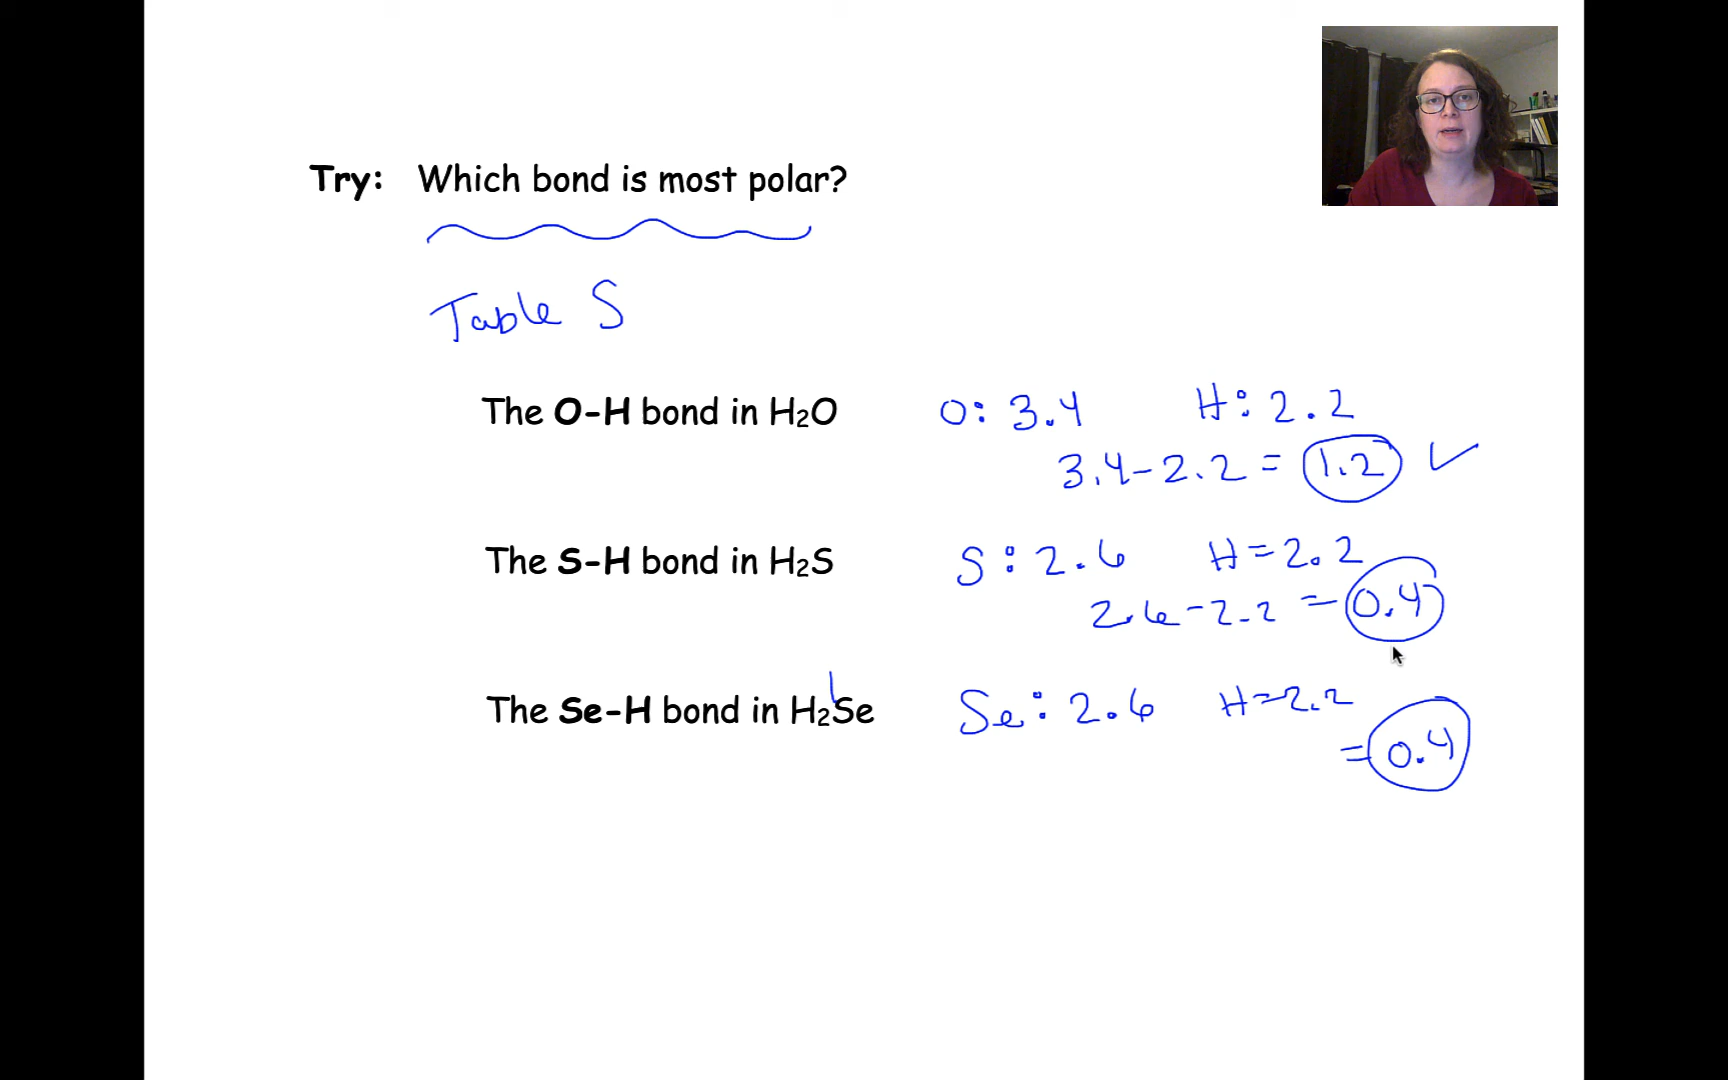 Try: Which bond is most polar?
Table S
The O-H bond in H₂O O: 3.4 H: 2.2
3.4 - 2.2 = 1.2 ✓
The S-H bond in H₂S S: 2.6 H = 2.2
2.6 - 2.2 = 0.4
The Se-H bond in H₂Se Se: 2.6 H = 2.2
= 0.4